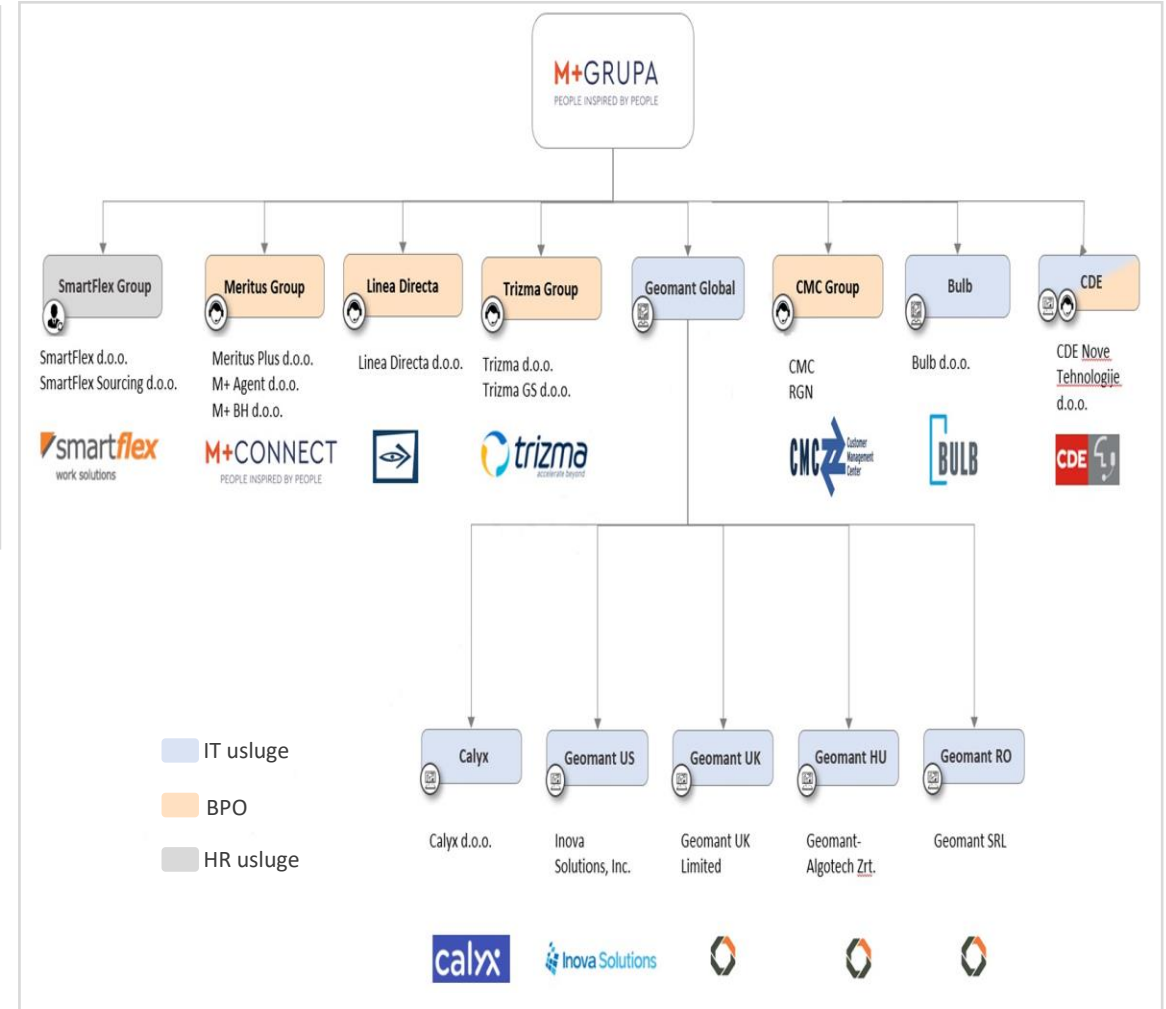 M+GRUPA
PEOPLE INSPIRED BY PEOPLE
SmartFlex Group
Meritus Group
Linea Directa
Trizma Group
Geomant Global
CMC Group
Bulb
CDE
SmartFlex d.o.o.
SmartFlex Sourcing d.o.o.
Meritus Plus d.o.o.
M+ Agent d.o.o.
M+ BH d.o.o.
Linea Directa d.o.o.
Trizma d.o.o.
Trizma GS d.o.o.
CMC
RGN
Bulb d.o.o.
CDE Nove
Tehnologije
d.o.o.
smartflex
work solutions
M+CONNECT
PEOPLE INSPIRED BY PEOPLE
trizma
accelerate beyond
CMC
Customer
Management
Center
BULB
CDE
Calyx
Geomant US
Geomant UK
Geomant HU
Geomant RO
Calyx d.o.o.
Inova
Solutions, Inc.
Geomant UK
Limited
Geomant-
Algotech Zrt.
Geomant SRL
calyx
Inova Solutions
IT usluge
BPO
HR usluge